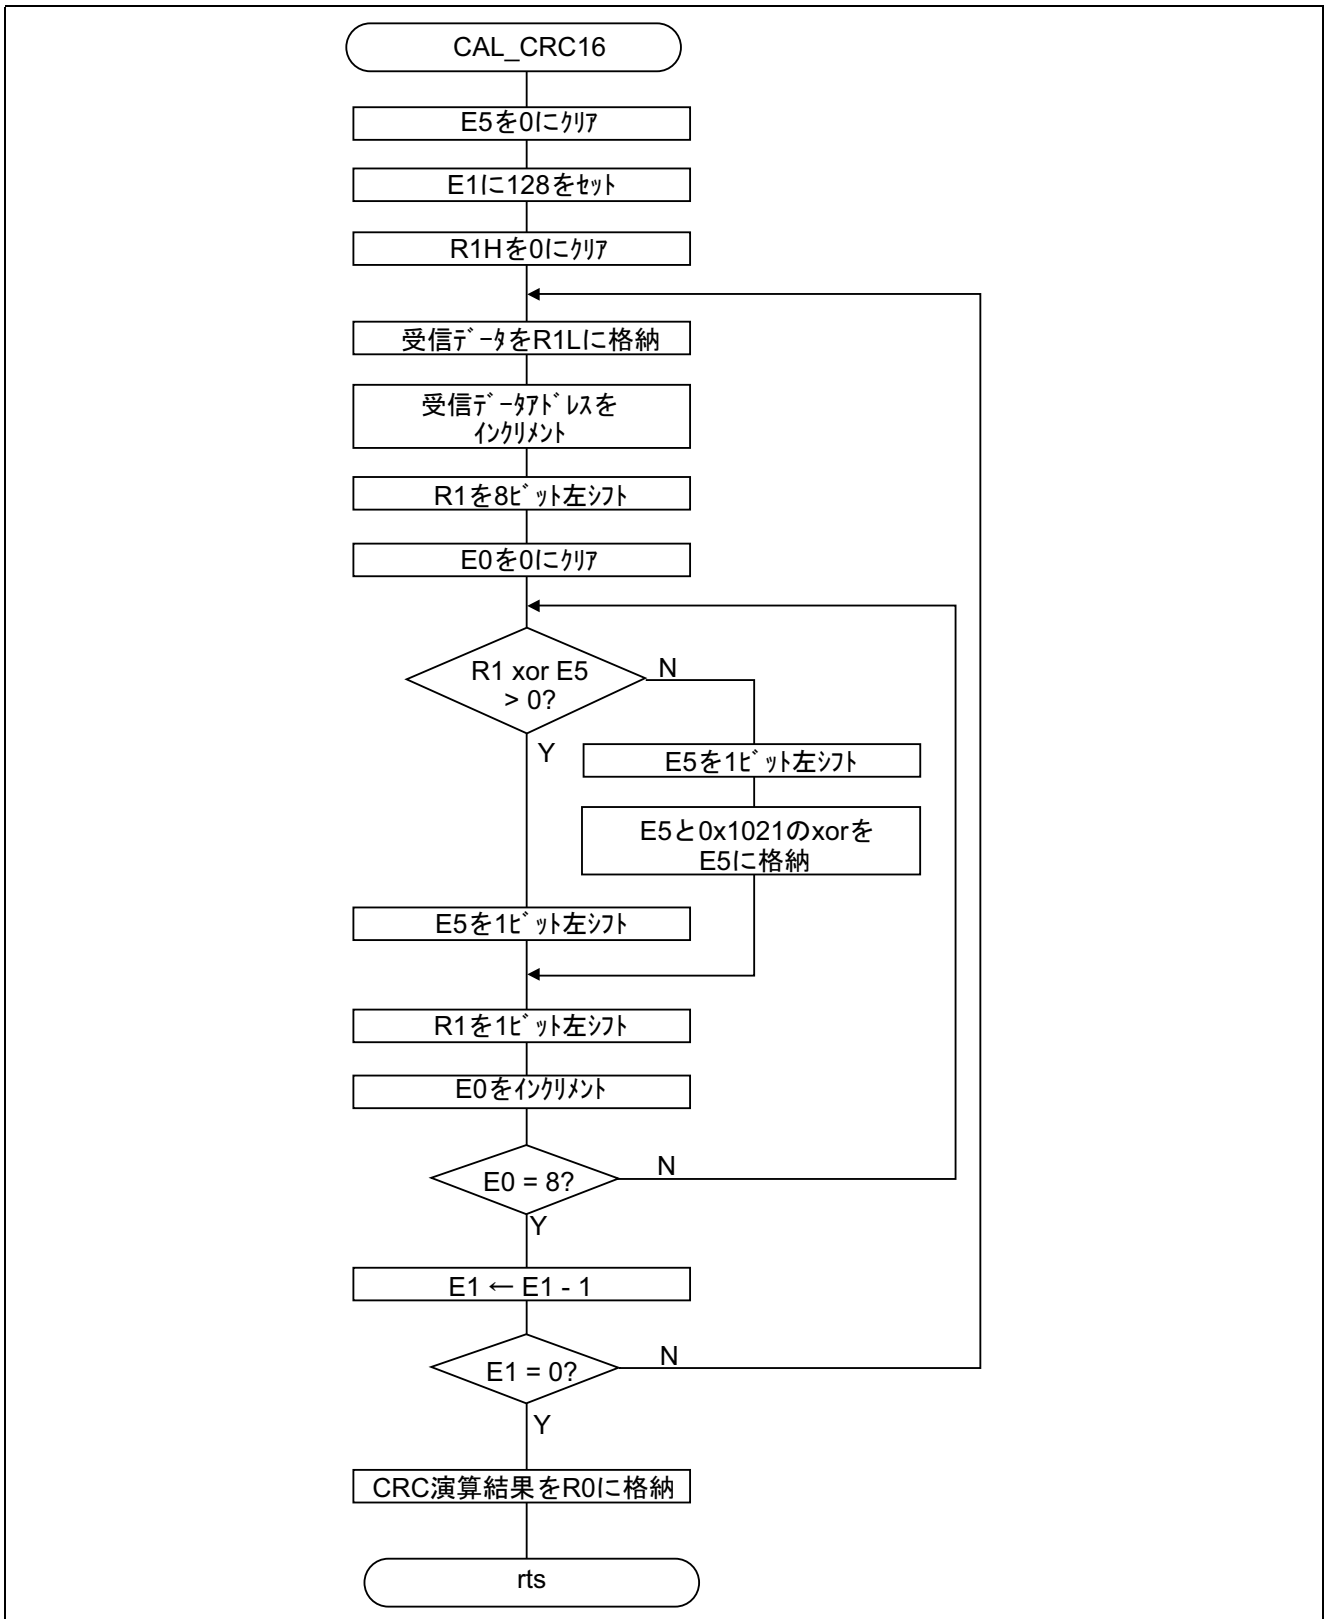 CAL_CRC16
E5を0にｸﾘｱ
E1に128をｾｯﾄ
R1Hを0にｸﾘｱ
受信ﾃﾞｰﾀをR1Lに格納
受信ﾃﾞｰﾀｱﾄﾞﾚｽを
ｲﾝｸﾘﾒﾝﾄ
R1を8ﾋﾞｯﾄ左ｼﾌﾄ
E0を0にｸﾘｱ
R1 xor E5
> 0?
N
Y
E5を1ﾋﾞｯﾄ左ｼﾌﾄ
E5と0x1021のxorを
E5に格納
E5を1ﾋﾞｯﾄ左ｼﾌﾄ
R1を1ﾋﾞｯﾄ左ｼﾌﾄ
E0をｲﾝｸﾘﾒﾝﾄ
E0 = 8?
N
Y
E1 ← E1 - 1
E1 = 0?
N
Y
CRC演算結果をR0に格納
rts